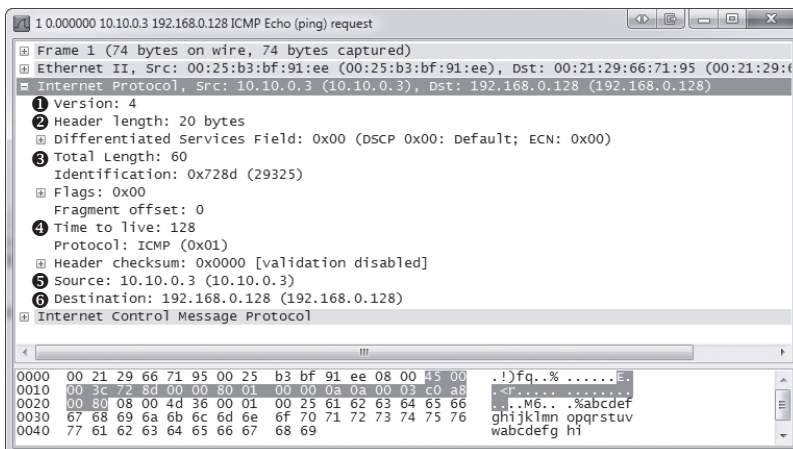 1 0.000000 10.10.0.3 192.168.0.128 ICMP Echo (ping) request
Frame 1 (74 bytes on wire, 74 bytes captured)
Ethernet II, Src: 00:25:b3:bf:91:ee (00:25:b3:bf:91:ee), Dst: 00:21:29:66:71:95 (00:21:29:6
Internet Protocol, Src: 10.10.0.3 (10.10.0.3), Dst: 192.168.0.128 (192.168.0.128)
❶ Version: 4
❷ Header length: 20 bytes
Differentiated Services Field: 0x00 (DSCP 0x00: Default; ECN: 0x00)
❸ Total Length: 60
Identification: 0x728d (29325)
Flags: 0x00
Fragment offset: 0
❹ Time to live: 128
Protocol: ICMP (0x01)
Header checksum: 0x0000 [validation disabled]
❺ Source: 10.10.0.3 (10.10.0.3)
❻ Destination: 192.168.0.128 (192.168.0.128)
Internet Control Message Protocol
0000 00 21 29 66 71 95 00 25 b3 bf 91 ee 08 00 45 00 .!)fq..% ......E.
0010 00 3c 72 8d 00 00 80 01 00 00 0a 0a 00 03 c0 a8 .<r..... ........
0020 00 80 08 00 4d 36 00 01 00 25 61 62 63 64 65 66 ....M6.. .%abcdef
0030 67 68 69 6a 6b 6c 6d 6e 6f 70 71 72 73 74 75 76 ghijklmn opqrstuv
0040 77 61 62 63 64 65 66 67 68 69 wabcdefg hi